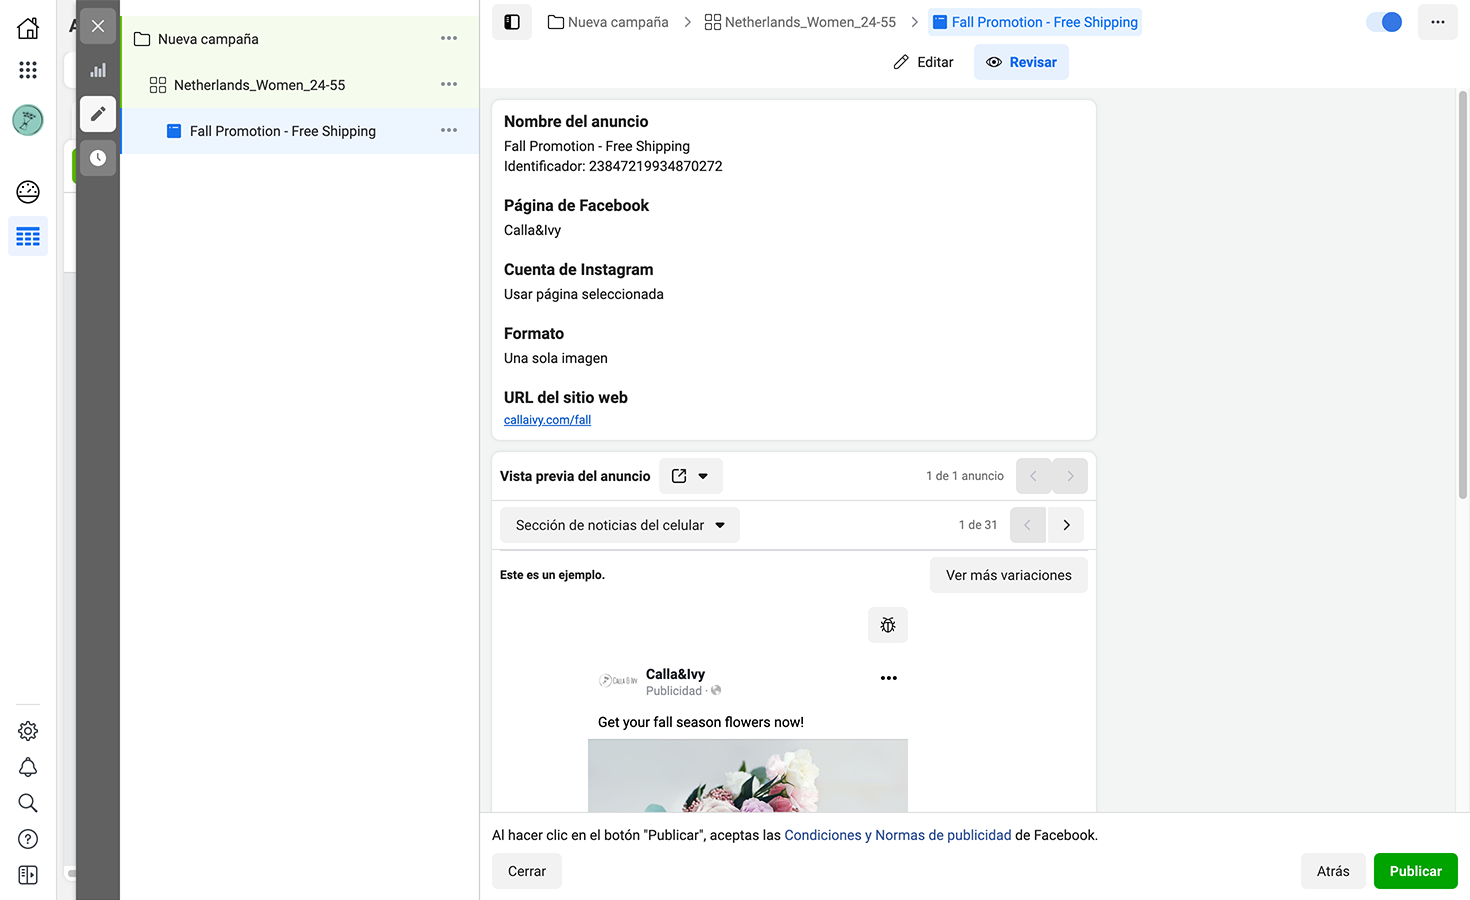 Nueva campaña
Netherlands_Women_24-55
Fall Promotion - Free Shipping
Nueva campaña
Netherlands_Women_24-55
Fall Promotion - Free Shipping
Editar
Revisar
Nombre del anuncio
Fall Promotion - Free Shipping
Identificador: 23847219934870272
Página de Facebook
Calla&Ivy
Cuenta de Instagram
Usar página seleccionada
Formato
Una sola imagen
URL del sitio web
callaivy.com/fall
Vista previa del anuncio
1 de 1 anuncio
Sección de noticias del celular
1 de 31
Este es un ejemplo.
Ver más variaciones
Calla&Ivy
Publicidad ·
Get your fall season flowers now!
Al hacer clic en el botón "Publicar", aceptas las Condiciones y Normas de publicidad de Facebook.
Cerrar
Atrás
Publicar